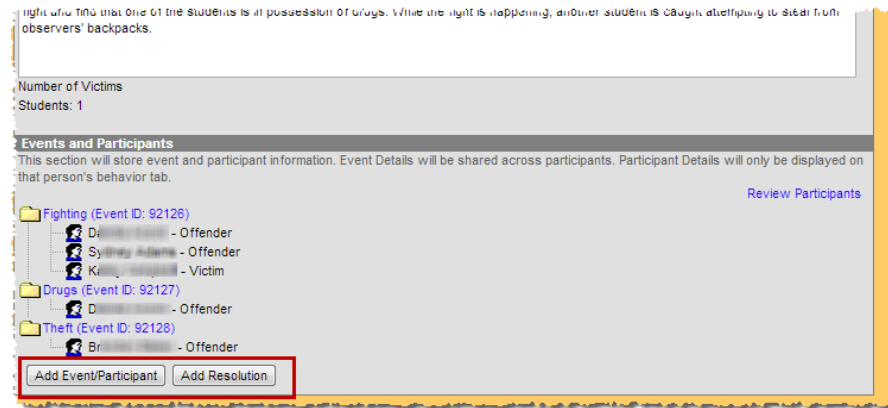 fight and find that one of the students is in possession of drugs. While the fight is happening, another student is caught attempting to steal from
observers' backpacks.
Number of Victims
Students: 1
Events and Participants
This section will store event and participant information. Event Details will be shared across participants. Participant Details will only be displayed on
that person's behavior tab.
Review Participants
Fighting (Event ID: 92126)
- Offender
- Offender
- Victim
Drugs (Event ID: 92127)
- Offender
Theft (Event ID: 92128)
- Offender
Add Event/Participant Add Resolution